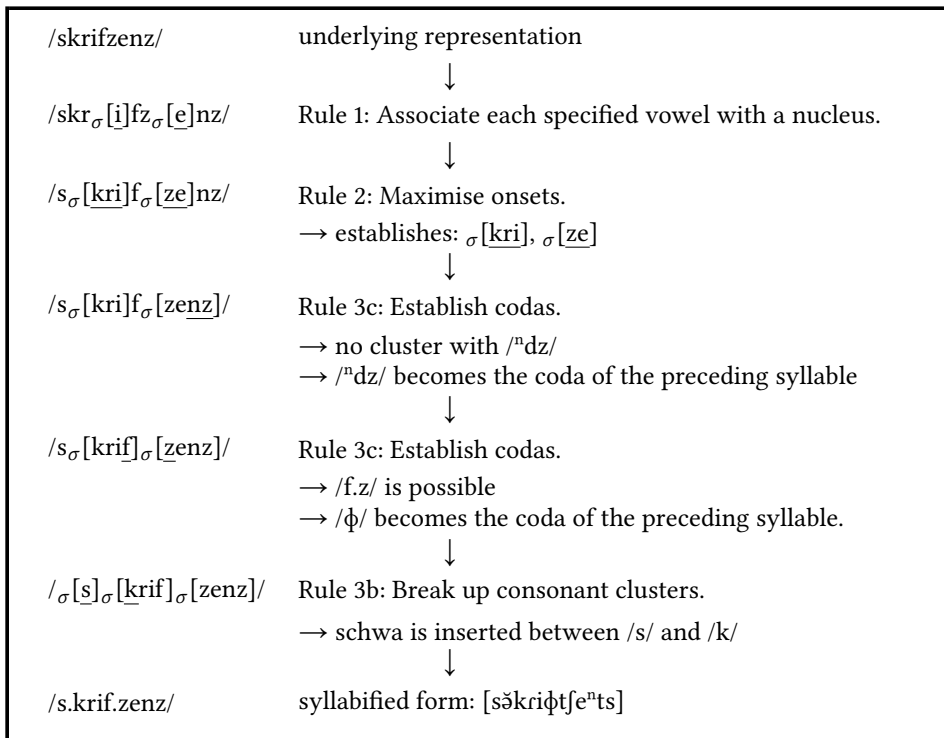 /skrifzenz/ underlying representation
↓
/skrσ[i]fzσ[e]nz/ Rule 1: Associate each specified vowel with a nucleus.
↓
/sσ[kri]fσ[ze]nz/ Rule 2: Maximise onsets.
→ establishes: σ[kri], σ[ze]
↓
/sσ[kri]fσ[zenz]/ Rule 3c: Establish codas.
→ no cluster with /ⁿdz/
→ /ⁿdz/ becomes the coda of the preceding syllable
↓
/sσ[krif]σ[zenz]/ Rule 3c: Establish codas.
→ /f.z/ is possible
→ /ɸ/ becomes the coda of the preceding syllable.
↓
/σ[s]σ[krif]σ[zenz]/ Rule 3b: Break up consonant clusters.
→ schwa is inserted between /s/ and /k/
↓
/s.krif.zenz/ syllabified form: [sə̆kɾiɸtʃeⁿts]